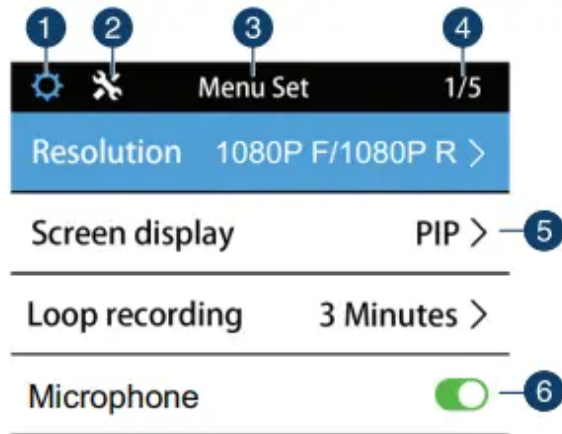 1 2 3 4
Menu Set 1/5
Resolution 1080P F/1080P R >
Screen display PIP > 5
Loop recording 3 Minutes >
Microphone 6